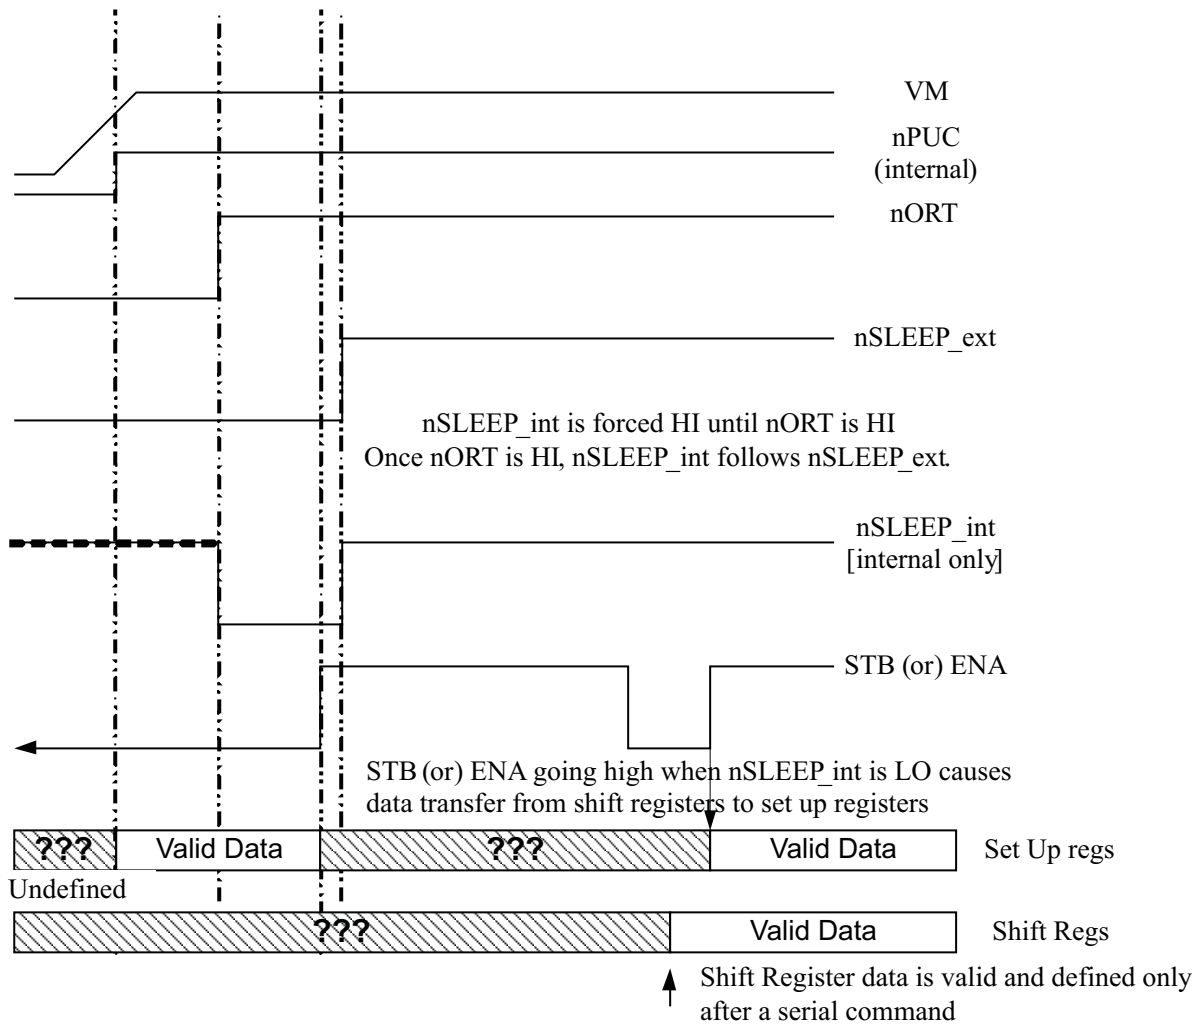 VM
nPUC
(internal)
nORT
nSLEEP_ext
nSLEEP_int is forced HI until nORT is HI
Once nORT is HI, nSLEEP_int follows nSLEEP_ext.
nSLEEP_int
[internal only]
STB (or) ENA
STB (or) ENA going high when nSLEEP_int is LO causes
data transfer from shift registers to set up registers
??? Valid Data ??? Valid Data Set Up regs
Undefined
??? Valid Data Shift Regs
Shift Register data is valid and defined only
after a serial command